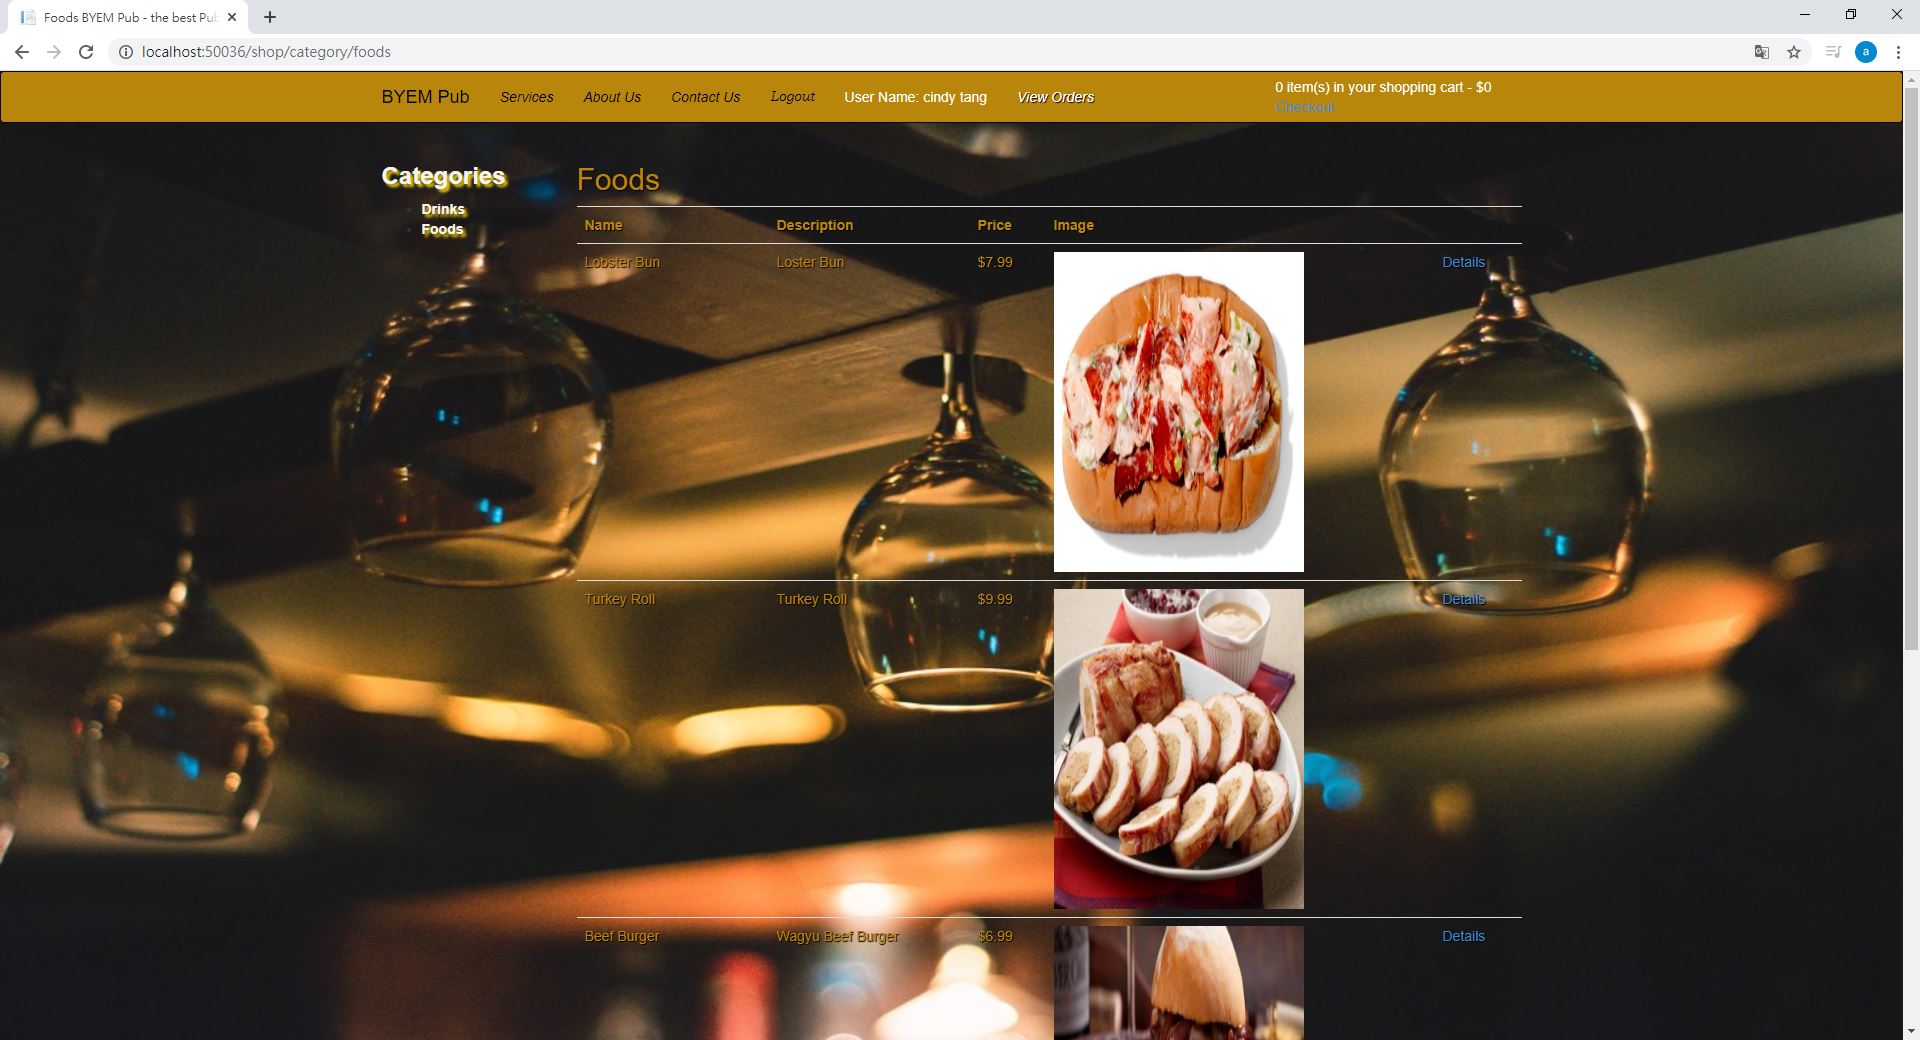 Foods BYEM Pub - the best Pub
localhost:50036/shop/category/foods
a
BYEM Pub Services About Us Contact Us Logout User Name: cindy tang View Orders
0 item(s) in your shopping cart - $0
Checkout
Categories
Drinks
Foods
Foods
Name Description Price Image
Lobster Bun Loster Bun $7.99 Details
Turkey Roll Turkey Roll $9.99 Details
Beef Burger Wagyu Beef Burger $6.99 Details